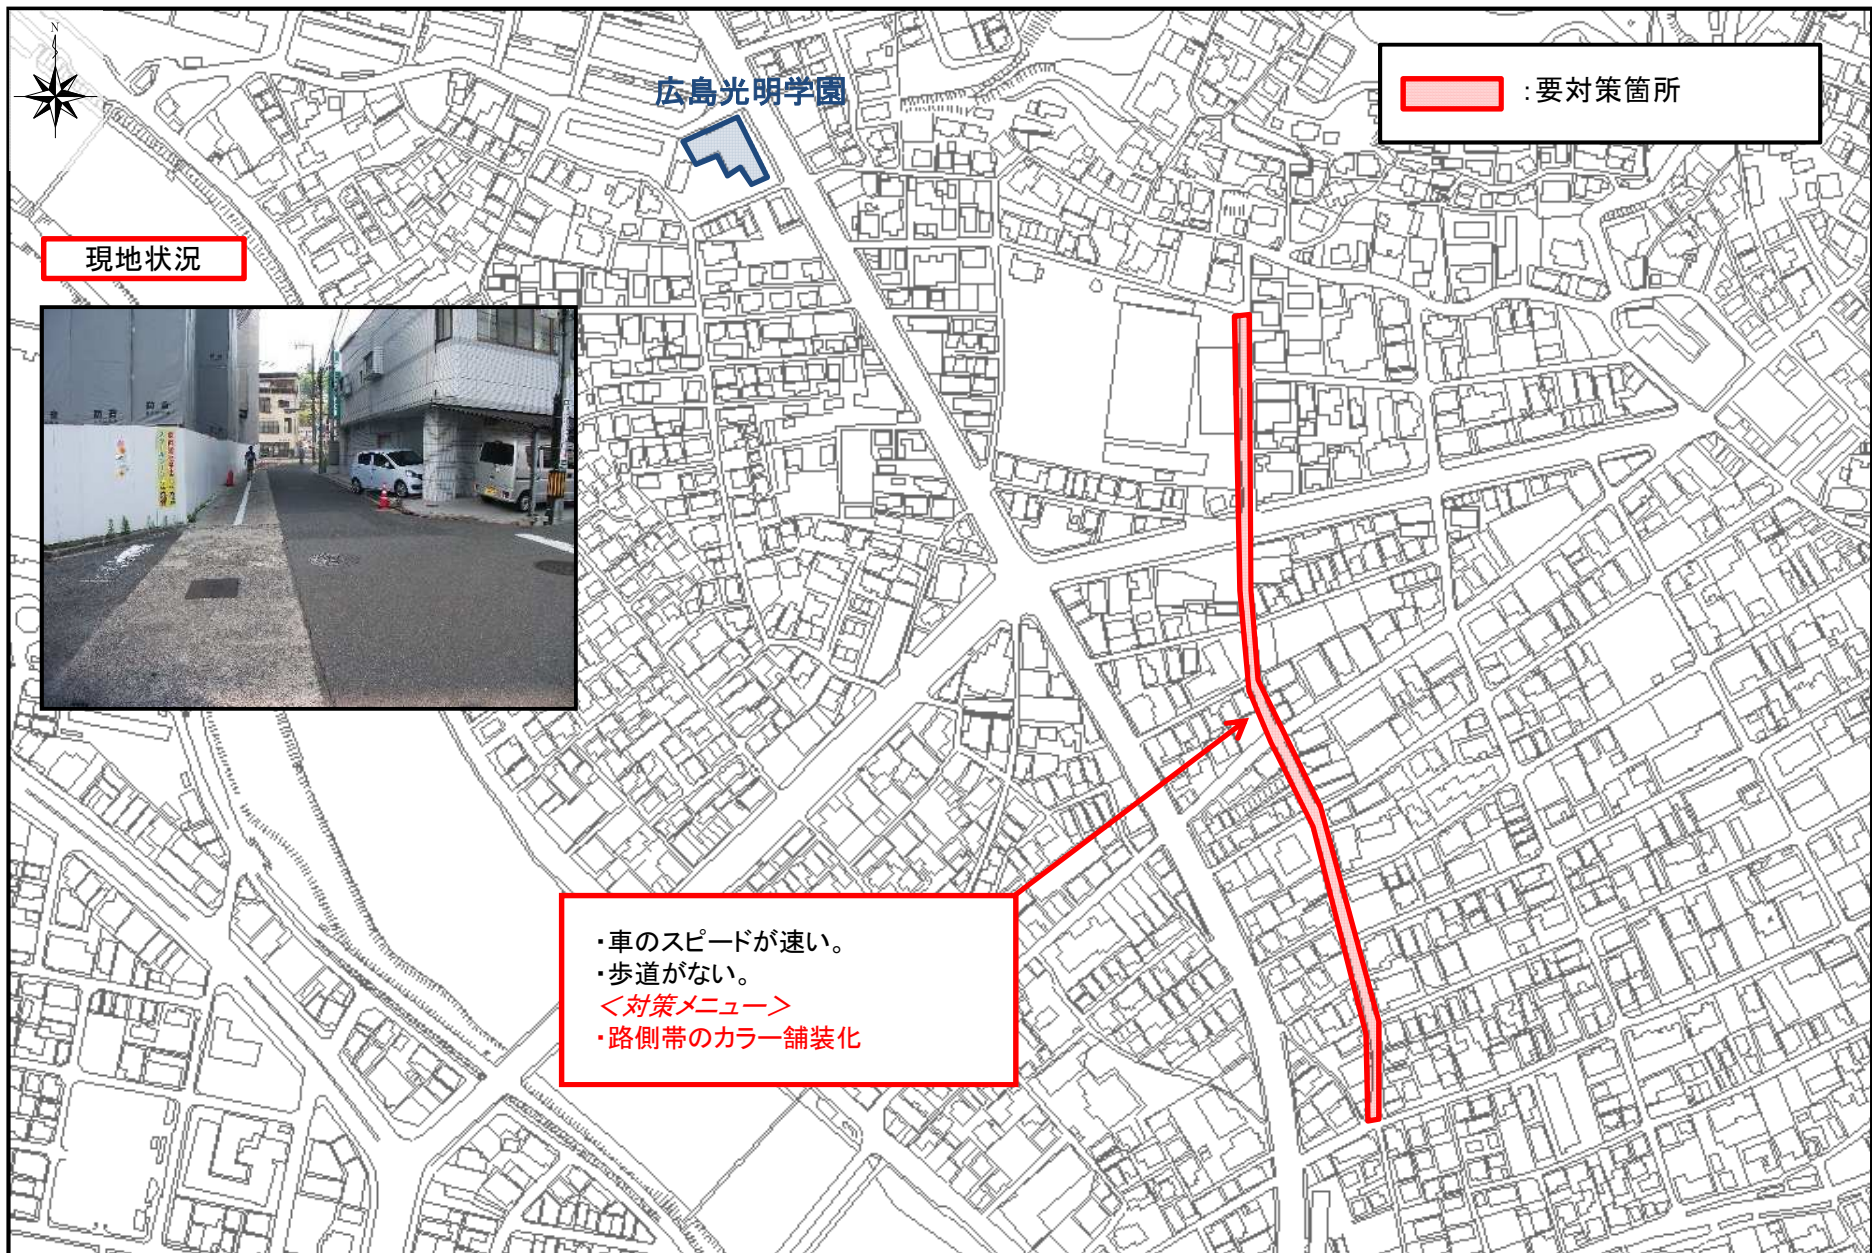 N
広島光明学園
:要対策箇所
現地状況
・車のスピードが速い。
・歩道がない。
＜対策メニュー＞
・路側帯のカラー舗装化